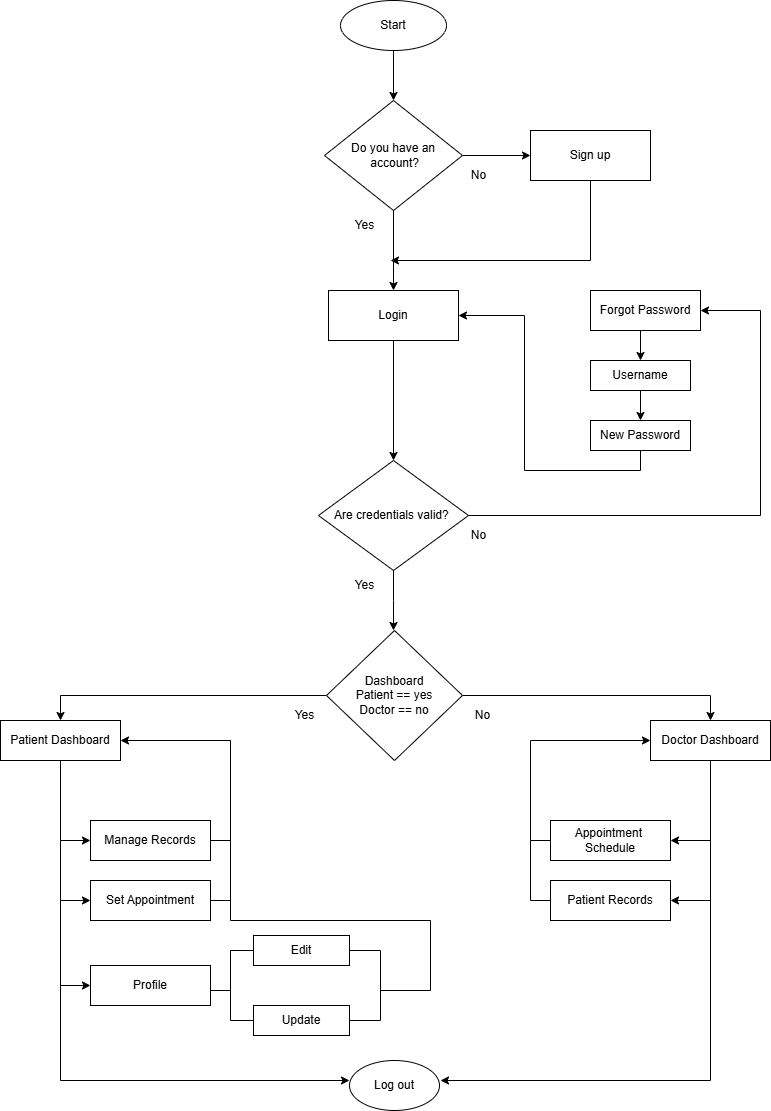 Start
Do you have an
account?
Sign up
No
Yes
Login
Forgot Password
Username
New Password
Are credentials valid?
No
Yes
Dashboard
Patient == yes
Doctor == no
Yes
No
Patient Dashboard
Doctor Dashboard
Manage Records
Appointment
Schedule
Set Appointment
Patient Records
Edit
Profile
Update
Log out